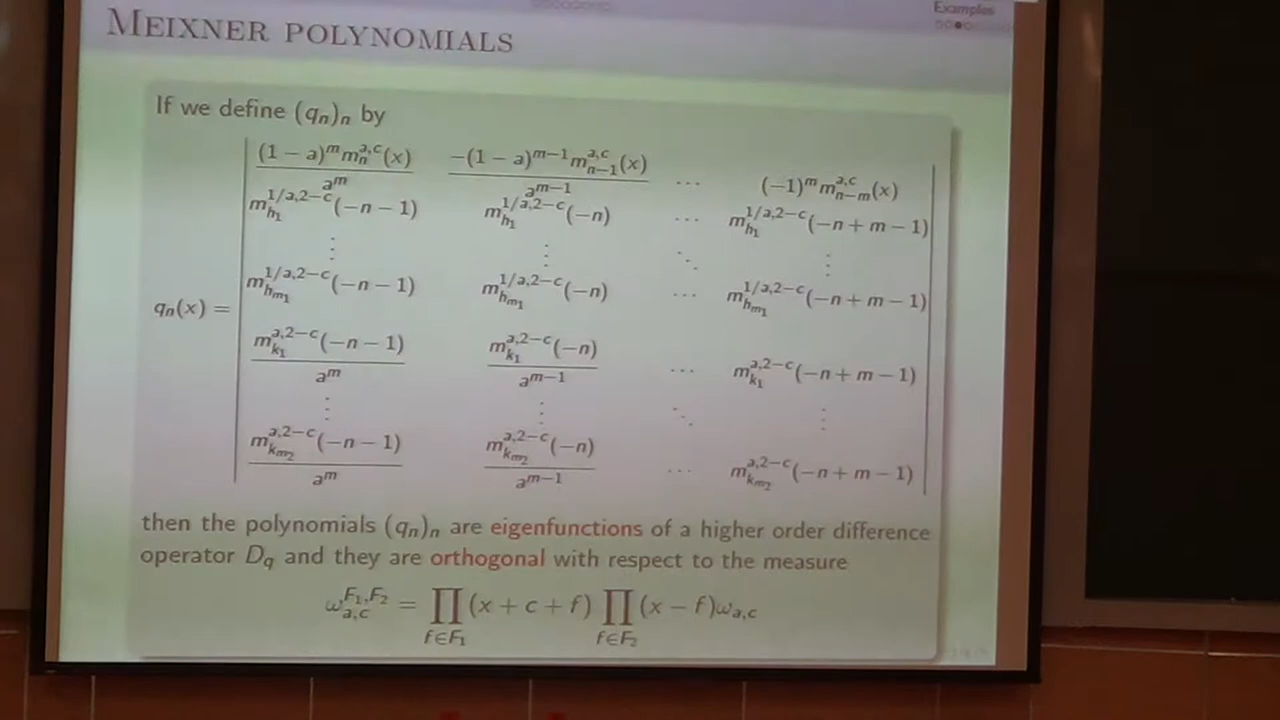 Examples
MEIXNER POLYNOMIALS
If we define (qₙ)ₙ by
qₙ(x) = | (1 − a)^m m_n^{a,c}(x) / a^m   −(1 − a)^{m−1} m_{n−1}^{a,c}(x) / a^{m−1}   ⋯   (−1)^m m_{n−m}^{a,c}(x) |
m_{h_1}^{1/a,2−c}(−n − 1)   m_{h_1}^{1/a,2−c}(−n)   ⋯   m_{h_1}^{1/a,2−c}(−n + m − 1)
⋮   ⋮   ⋱   ⋮
m_{h_{m_1}}^{1/a,2−c}(−n − 1)   m_{h_{m_1}}^{1/a,2−c}(−n)   ⋯   m_{h_{m_1}}^{1/a,2−c}(−n + m − 1)
m_{k_1}^{a,2−c}(−n − 1) / a^m   m_{k_1}^{a,2−c}(−n) / a^{m−1}   ⋯   m_{k_1}^{a,2−c}(−n + m − 1)
⋮   ⋮   ⋱   ⋮
m_{k_{m_2}}^{a,2−c}(−n − 1) / a^m   m_{k_{m_2}}^{a,2−c}(−n) / a^{m−1}   ⋯   m_{k_{m_2}}^{a,2−c}(−n + m − 1)
then the polynomials (qₙ)ₙ are eigenfunctions of a higher order difference
operator D_q and they are orthogonal with respect to the measure
ω_{a,c}^{F_1,F_2} = ∏_{f∈F_1} (x + c + f) ∏_{f∈F_2} (x − f)ω_{a,c}